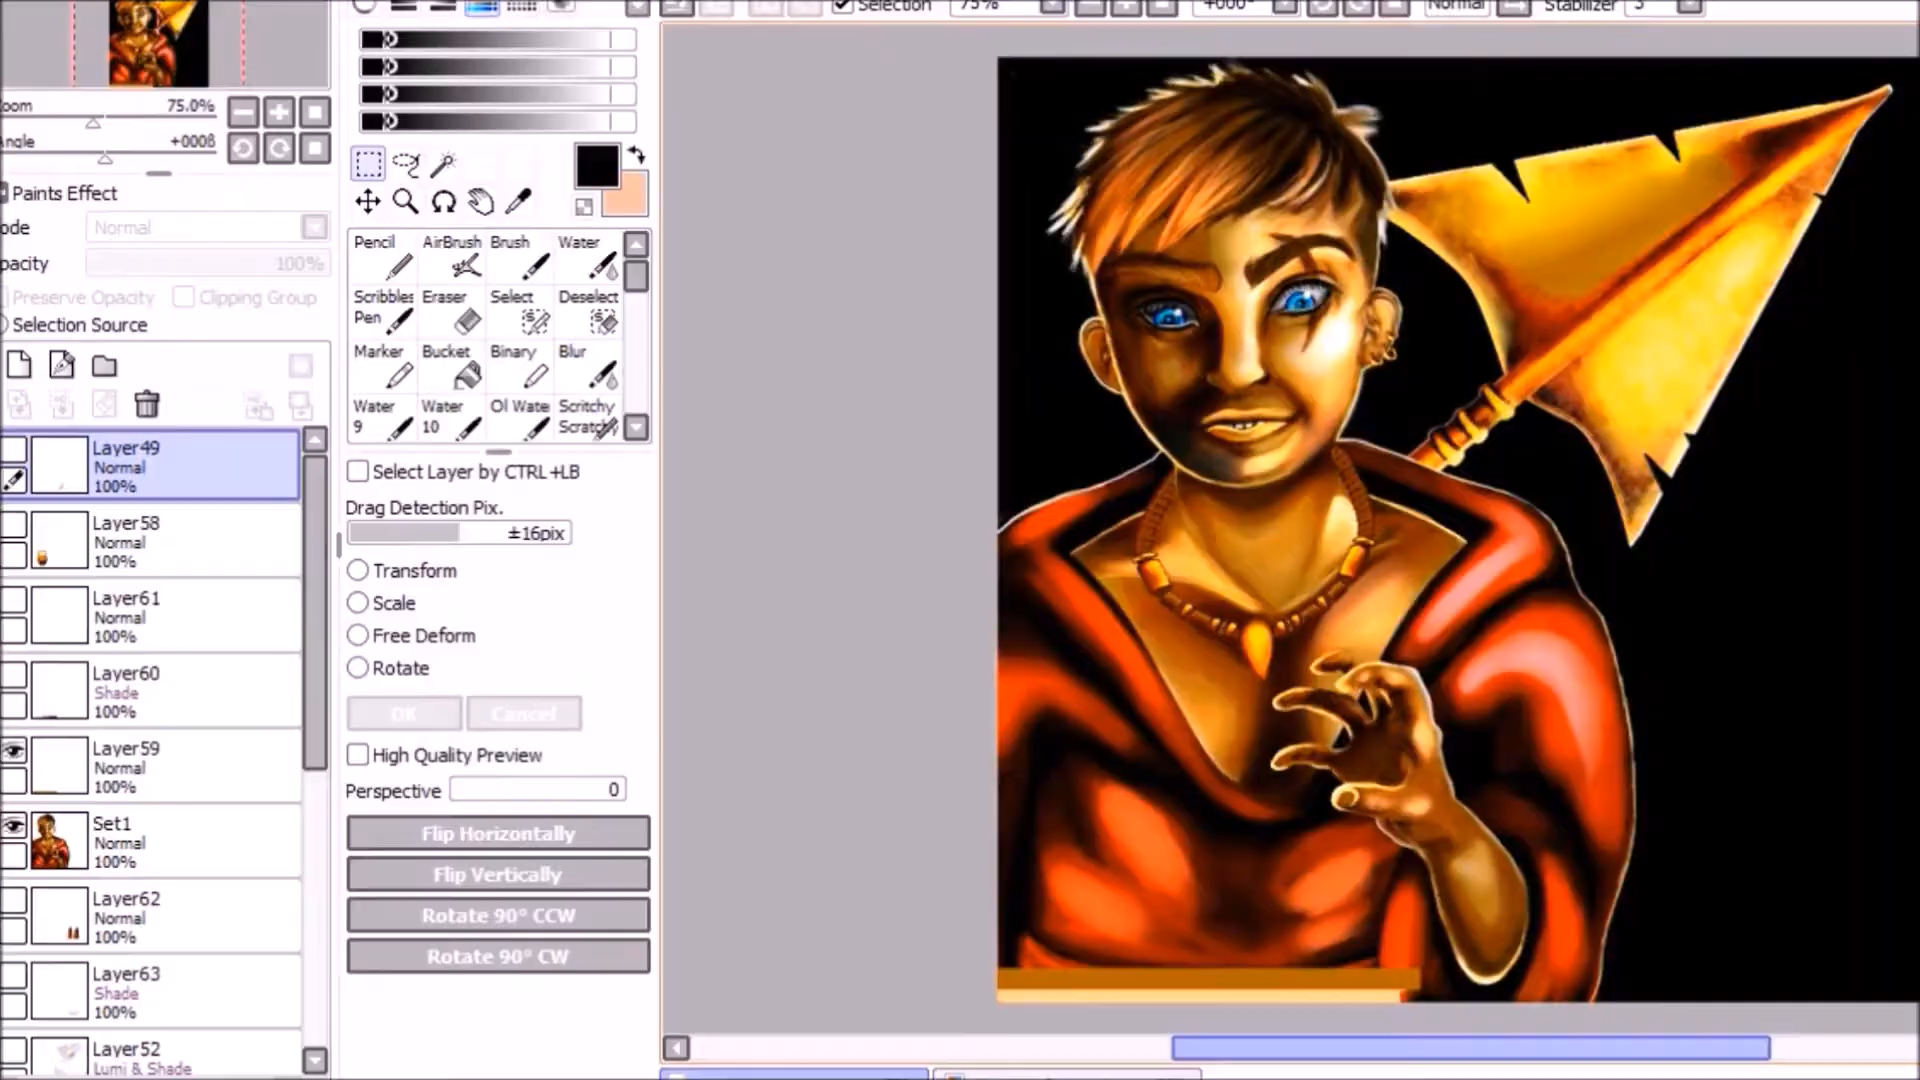 Selection 75% +000° Normal Stabilizer 3
oom 75.0%
Angle +000ß
Paints Effect
ode Normal
pacity 100%
Preserve Opacity Clipping Group
Selection Source
Layer49
Normal
100%
Layer58
Normal
100%
Layer61
Normal
100%
Layer60
Shade
100%
Layer59
Normal
100%
Set1
Normal
100%
Layer62
Normal
100%
Layer63
Shade
100%
Layer52
Lumi & Shade
Pencil AirBrush Brush Water
Scribbles Eraser Select Deselect
Pen
Marker Bucket Binary Blur
Water Water Ol Wate Scritchy
9 10 Scratchy
Select Layer by CTRL+LB
Drag Detection Pix.
±16pix
Transform
Scale
Free Deform
Rotate
OK Cancel
High Quality Preview
Perspective 0
Flip Horizontally
Flip Vertically
Rotate 90° CCW
Rotate 90° CW